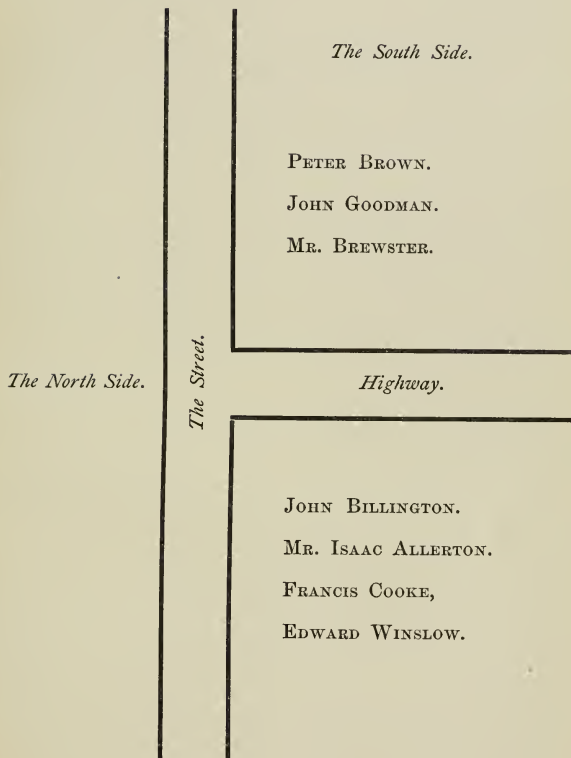 The South Side.
PETER BROWN.
JOHN GOODMAN.
MR. BREWSTER.
The North Side.
The Street.
Highway.
JOHN BILLINGTON.
MR. ISAAC ALLERTON.
FRANCIS COOKE,
EDWARD WINSLOW.